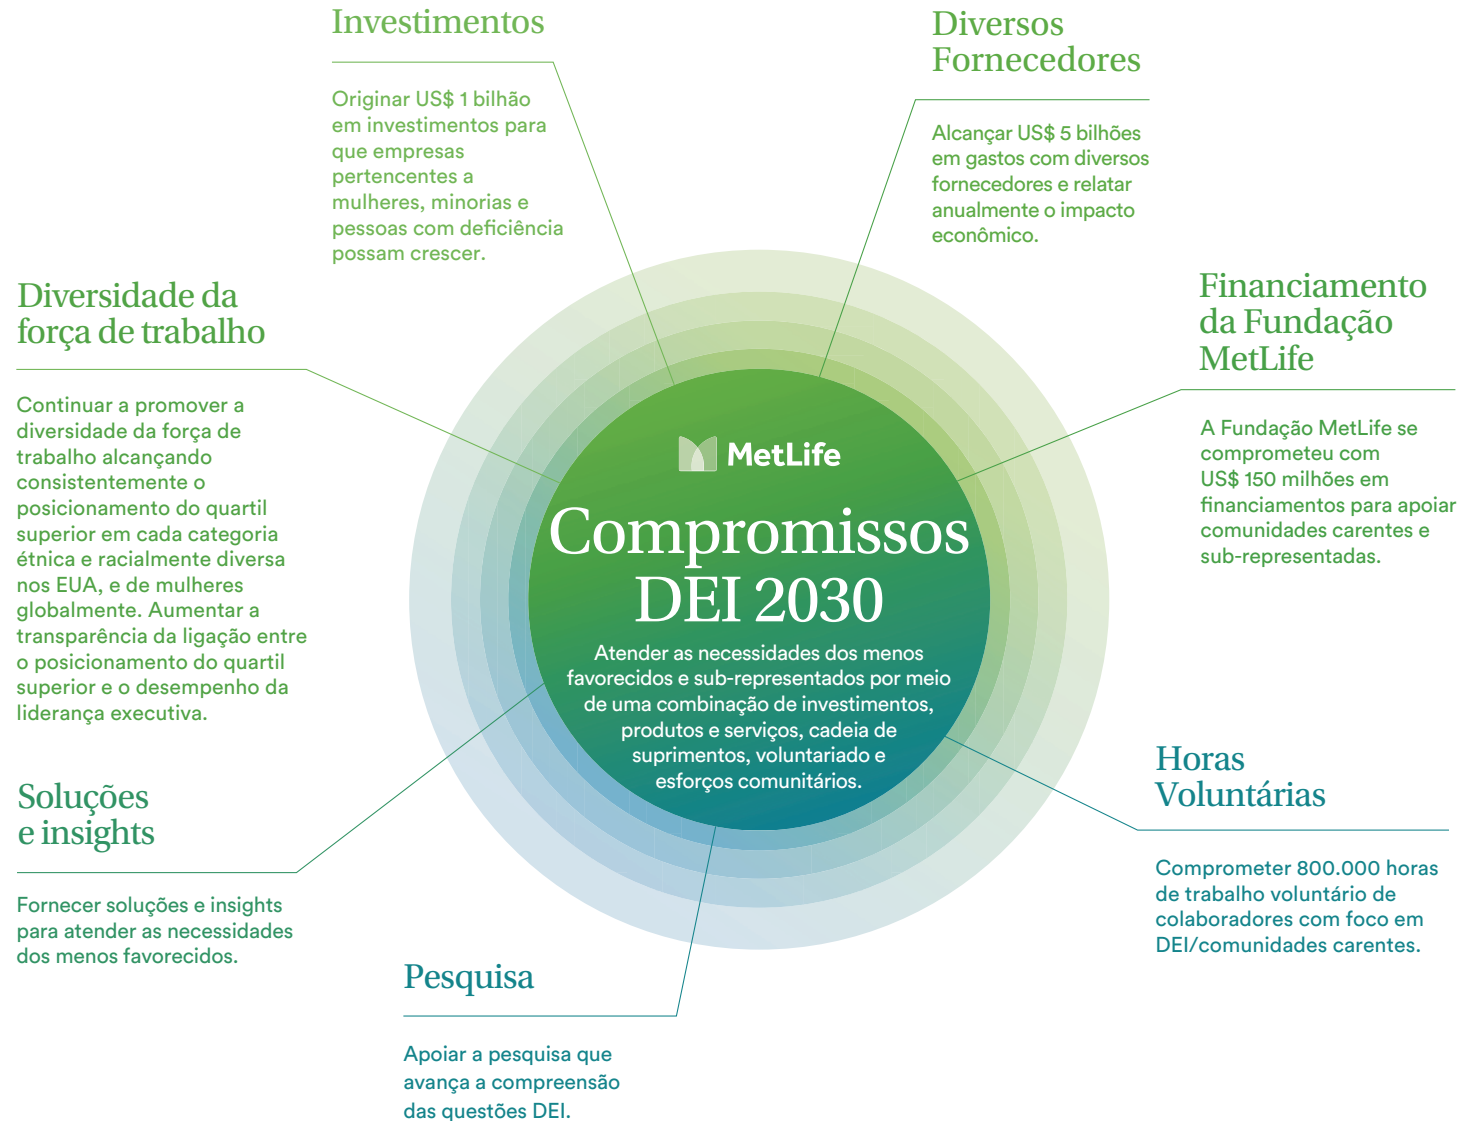 Investimentos
Originar US$ 1 bilhão
em investimentos para
que empresas
pertencentes a
mulheres, minorias e
pessoas com deficiência
possam crescer.
Diversos
Fornecedores
Alcançar US$ 5 bilhões
em gastos com diversos
fornecedores e relatar
anualmente o impacto
econômico.
Diversidade da
força de trabalho
Continuar a promover a
diversidade da força de
trabalho alcançando
consistentemente o
posicionamento do quartil
superior em cada categoria
étnica e racialmente diversa
nos EUA, e de mulheres
globalmente. Aumentar a
transparência da ligação entre
o posicionamento do quartil
superior e o desempenho da
liderança executiva.
Financiamento
da Fundação
MetLife
A Fundação MetLife se
comprometeu com
US$ 150 milhões em
financiamentos para apoiar
comunidades carentes e
sub-representadas.
MetLife
Compromissos
DEI 2030
Atender as necessidades dos menos
favorecidos e sub-representados por meio
de uma combinação de investimentos,
produtos e serviços, cadeia de
suprimentos, voluntariado e
esforços comunitários.
Soluções
e insights
Fornecer soluções e insights
para atender as necessidades
dos menos favorecidos.
Horas
Voluntárias
Comprometer 800.000 horas
de trabalho voluntário de
colaboradores com foco em
DEI/comunidades carentes.
Pesquisa
Apoiar a pesquisa que
avança a compreensão
das questões DEI.